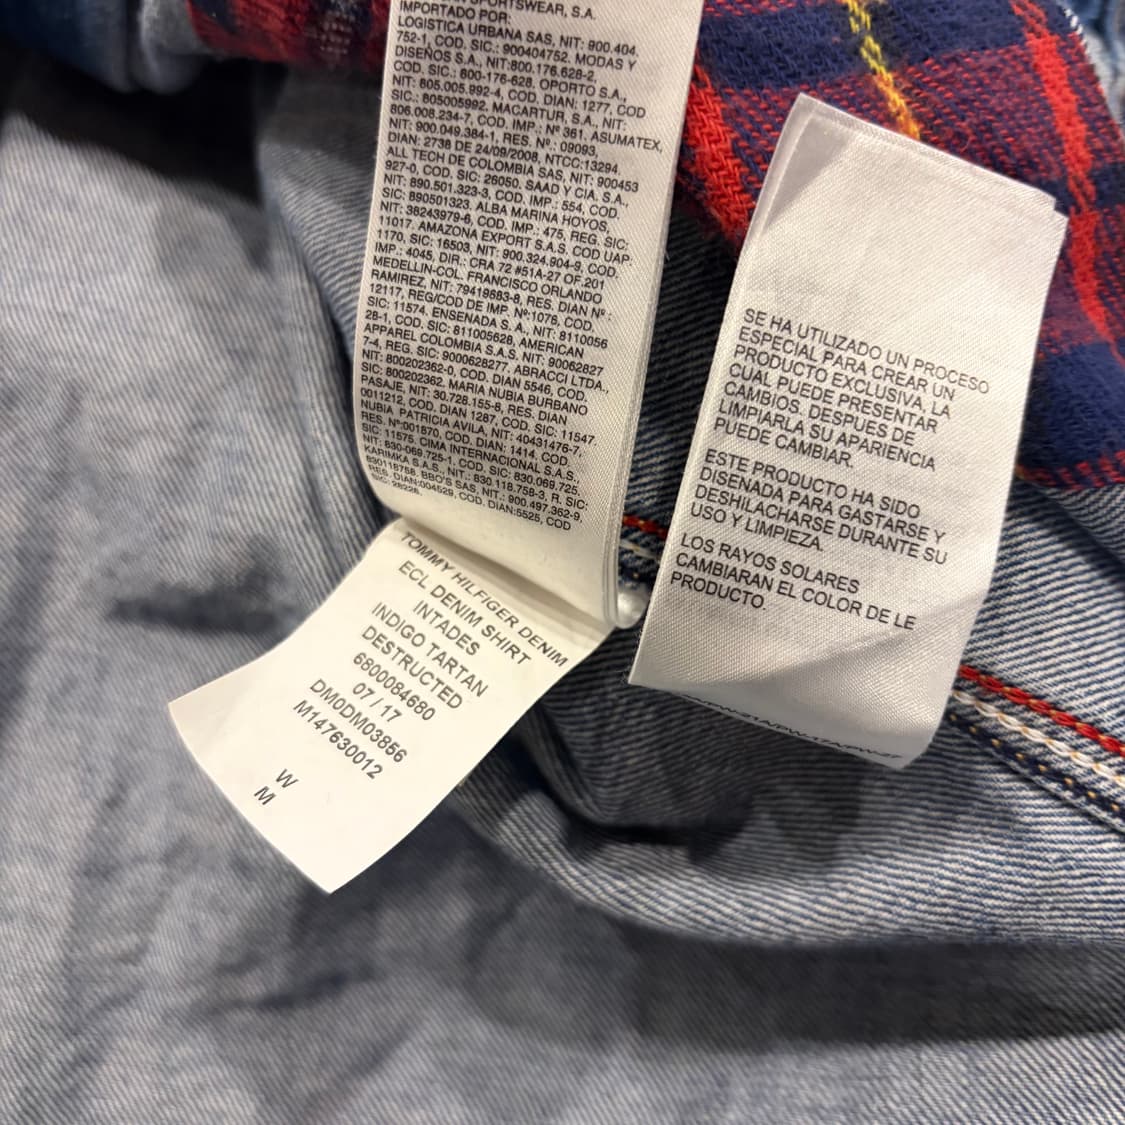 SPORTSWEAR, S.A.
IMPORTADO POR:
LOGISTICA URBANA SAS, NIT: 900.404.
752-1, COD. SIC.: 900404752. MODAS Y
DISEÑOS S.A., NIT:800.176.628-2,
COD. SIC.: 800-176-628, OPORTO S.A.,
NIT: 805.005.992-4, COD. DIAN: 1277, COD
SIC.: 805005992, MACARTUR, S.A., NIT:
806.008.234-7, COD. IMP.: Nº 361, ASUMATEX,
NIT: 900.049.384-1, RES. Nº.: 09093,
DIAN: 2738 DE 24/09/2008, NTCC:13294,
ALL TECH DE COLOMBIA SAS, NIT: 900453
927-0, COD. SIC: 26050, SAAD Y CIA. S.A.,
NIT: 890.501.323-3, COD. IMP.: 554, COD.
SIC: 890501323. ALBA MARINA HOYOS,
NIT: 38243979-6, COD. IMP.: 475, REG. SIC:
11017. AMAZONA EXPORT S.A.S. COD UAP:
1170, SIC: 16503, NIT: 900.324.904-9, COD.
IMP.: 4045, DIR.: CRA 72 #51A-27 OF.201
MEDELLIN-COL. FRANCISCO ORLANDO
RAMIREZ, NIT: 79419683-8, RES. DIAN Nº :
12117, REG/COD DE IMP. Nº:1078, COD.
SIC: 11574. ENSENADA S. A., NIT: 8110056
28-1, COD. SIC: 811005628, AMERICAN
APPAREL COLOMBIA S.A.S. NIT: 90062827
7-4, REG. SIC: 9000628277, ABRACCI LTDA.,
NIT: 800202362-0, COD. DIAN 5546, COD.
SIC: 800202362. MARIA NUBIA BURBANO
PASAJE, NIT: 30.728.155-8, RES. DIAN
0011212, COD. DIAN 1287, COD. SIC: 11547.
NUBIA PATRICIA AVILA, NIT: 40431476-7,
RES. Nº:001870, COD. DIAN: 1414. COD.
SIC: 11575. CIMA INTERNACIONAL S.A.S.,
NIT: 830-069.725-1, COD. SIC: 830.069.725.
KARIMKA S.A.S., NIT.: 830.118.758-3, R. SIC:
830118758. BBO'S SAS, NIT.: 900.497.362-9,
RES. DIAN:004529, COD. DIAN:5525, COD
SIC: 28228.
TOMMY HILFIGER DENIM
ECL DENIM SHIRT
INTADES
INDIGO TARTAN
DESTRUCTED
6800084680
07 / 17
DM0DM03856
M147630012
W
M
SE HA UTILIZADO UN PROCESO
ESPECIAL PARA CREAR UN
PRODUCTO EXCLUSIVA, LA
CUAL PUEDE PRESENTAR
CAMBIOS. DESPUES DE
LIMPIARLA SU APARIENCIA
PUEDE CAMBIAR.
ESTE PRODUCTO HA SIDO
DISENADA PARA GASTARSE Y
DESHILACHARSE DURANTE SU
USO Y LIMPIEZA.
LOS RAYOS SOLARES
CAMBIARAN EL COLOR DE LE
PRODUCTO.